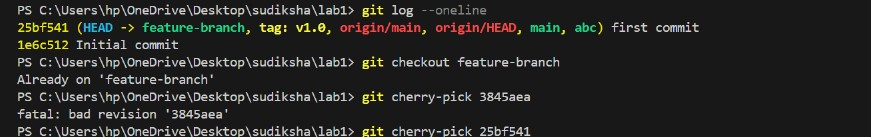 PS C:\Users\hp\OneDrive\Desktop\sudiksha\lab1> git log --oneline
25bf541 (HEAD -> feature-branch, tag: v1.0, origin/main, origin/HEAD, main, abc) first commit
1e6c512 Initial commit
PS C:\Users\hp\OneDrive\Desktop\sudiksha\lab1> git checkout feature-branch
Already on 'feature-branch'
PS C:\Users\hp\OneDrive\Desktop\sudiksha\lab1> git cherry-pick 3845aea
fatal: bad revision '3845aea'
PS C:\Users\hp\OneDrive\Desktop\sudiksha\lab1> git cherry-pick 25bf541